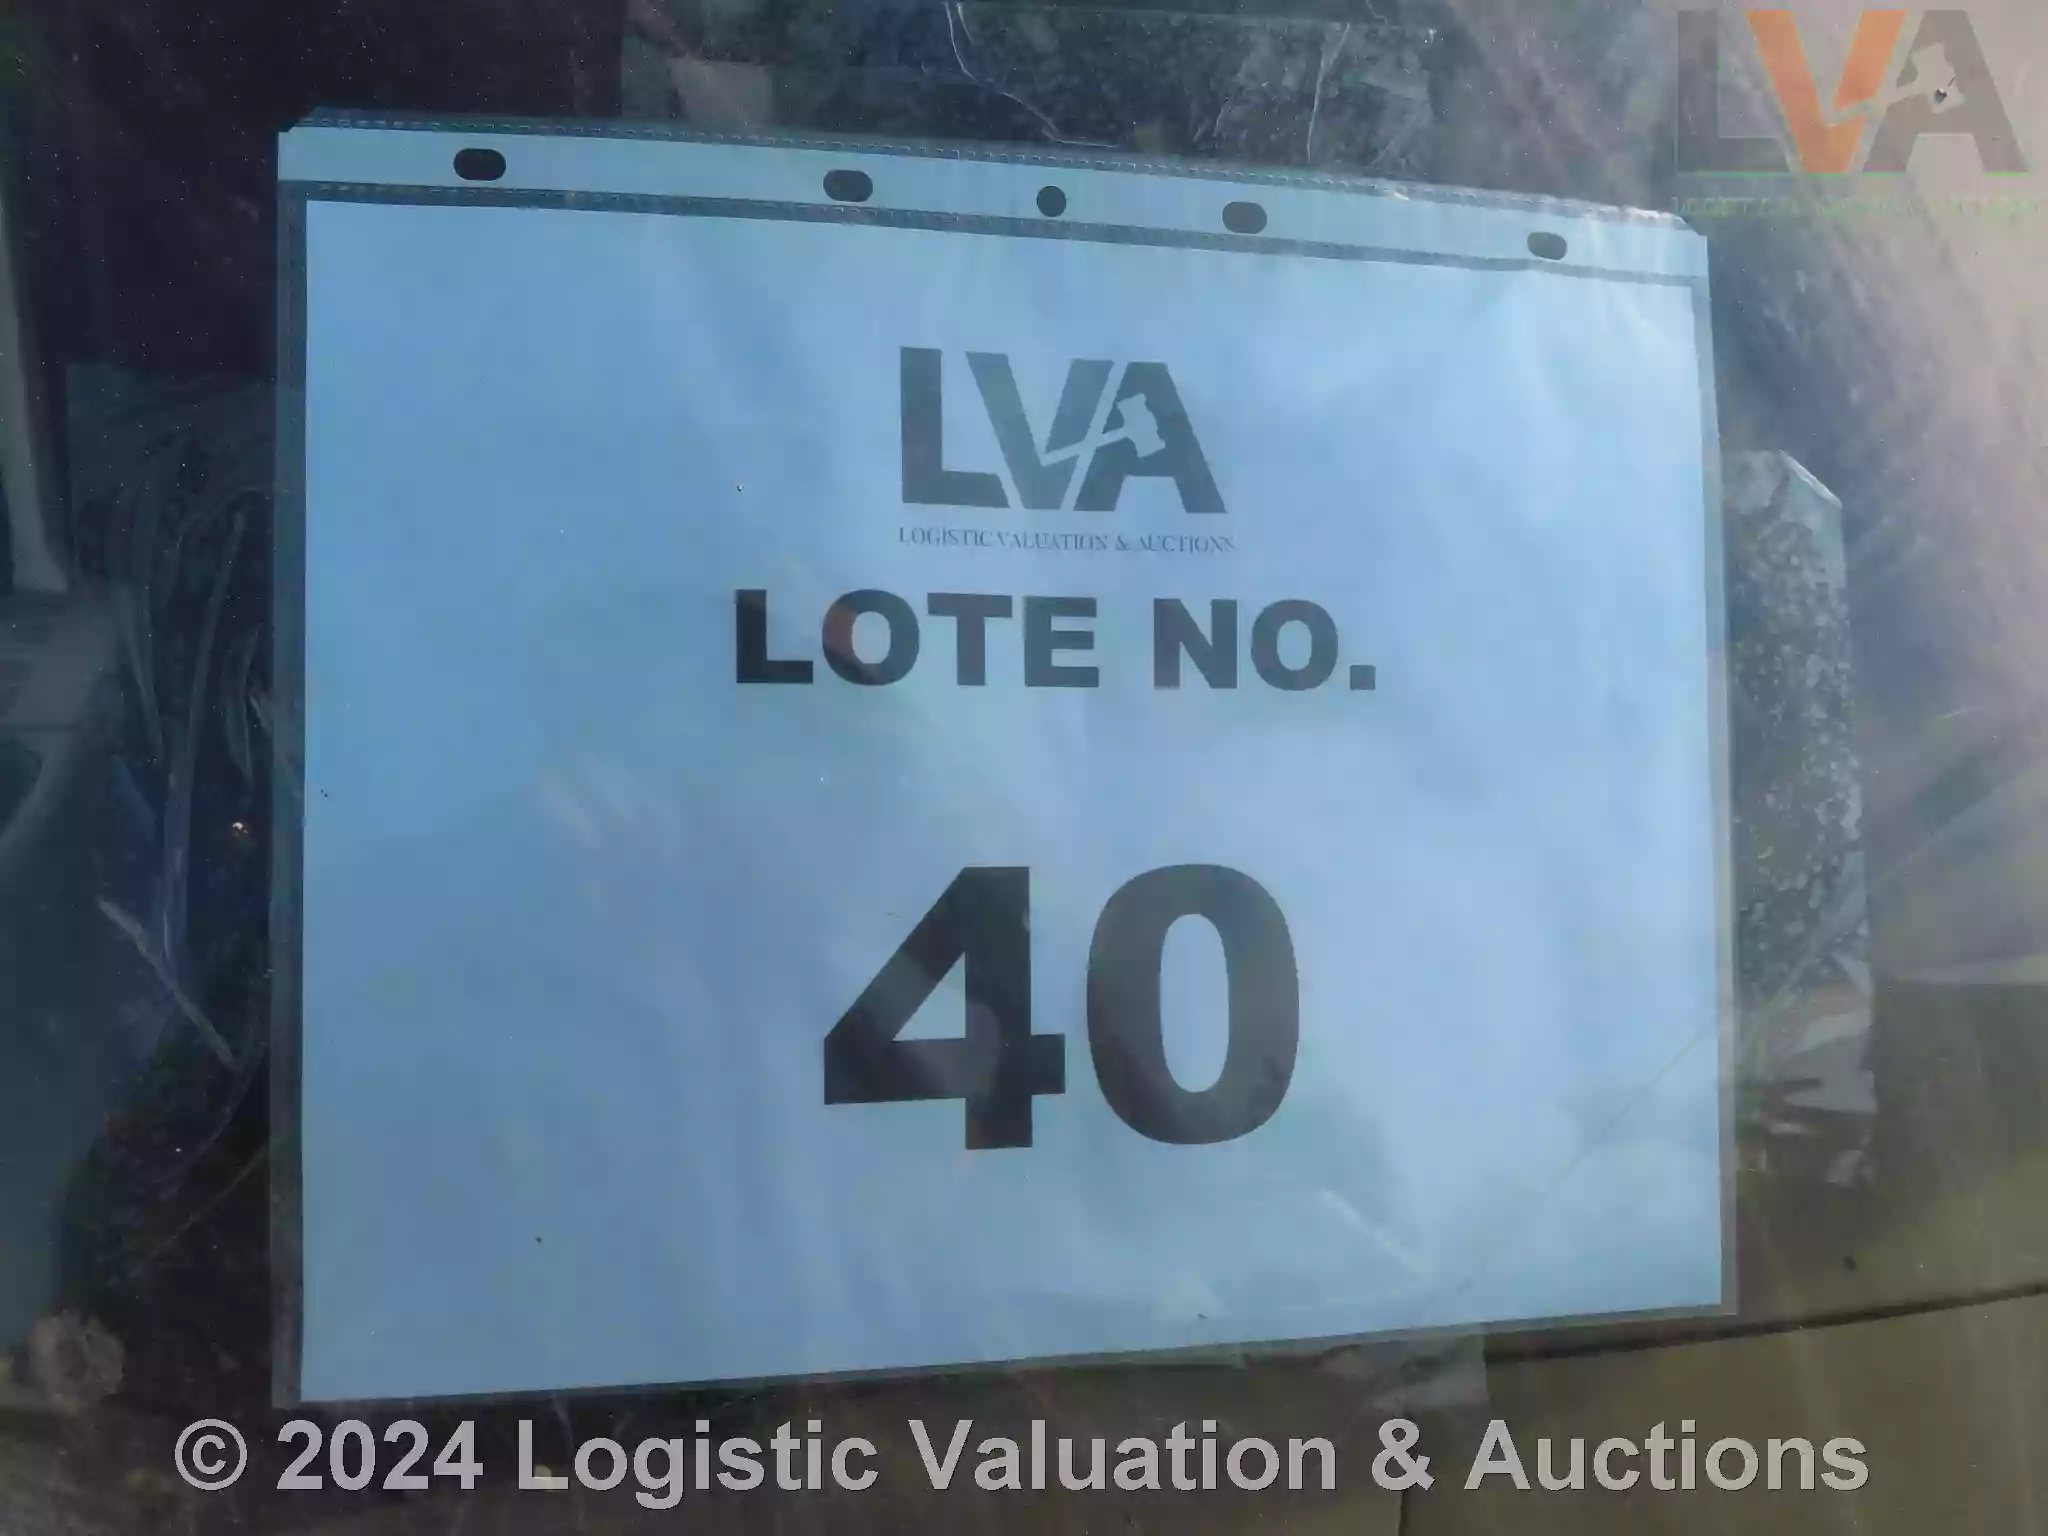 LVA
LVA
LOGISTIC VALUATION & AUCTIONS
LOTE NO.
40
© 2024 Logistic Valuation & Auctions